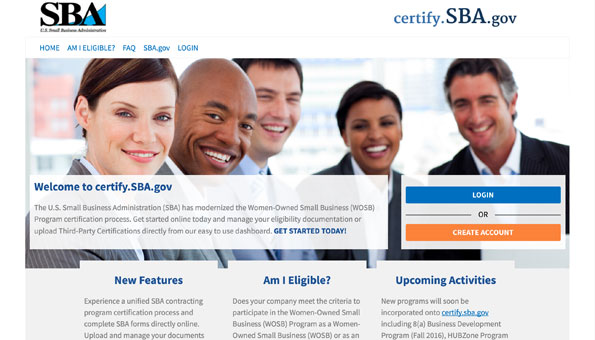 SBA
U.S. Small Business Administration
certify.SBA.gov
HOME AM I ELIGIBLE? FAQ SBA.gov LOGIN
Welcome to certify.SBA.gov
The U.S. Small Business Administration (SBA) has modernized the Women-Owned Small Business (WOSB)
Program certification process. Get started online today and manage your eligibility documentation or
upload Third-Party Certifications directly from our easy to use dashboard. GET STARTED TODAY!
LOGIN
OR
CREATE ACCOUNT
New Features
Experience a unified SBA contracting
program certification process and
complete SBA forms directly online.
Upload and manage your documents
Am I Eligible?
Does your company meet the criteria to
participate in the Women-Owned Small
Business (WOSB) Program as a Women-
Owned Small Business (WOSB) or as an
Upcoming Activities
New programs will soon be
incorporated onto certify.sba.gov
including 8(a) Business Development
Program (Fall 2016), HUBZone Program